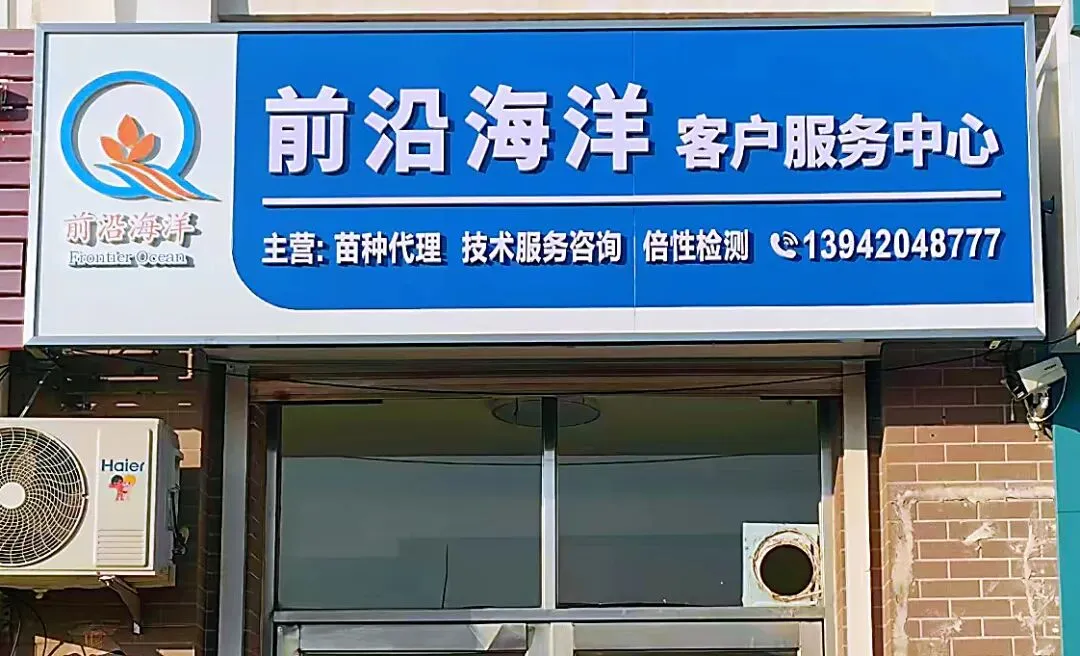 前沿海洋 客户服务中心
主营: 苗种代理 技术服务咨询 倍性检测 13942048777
前沿海洋
Frontier Ocean
Haier